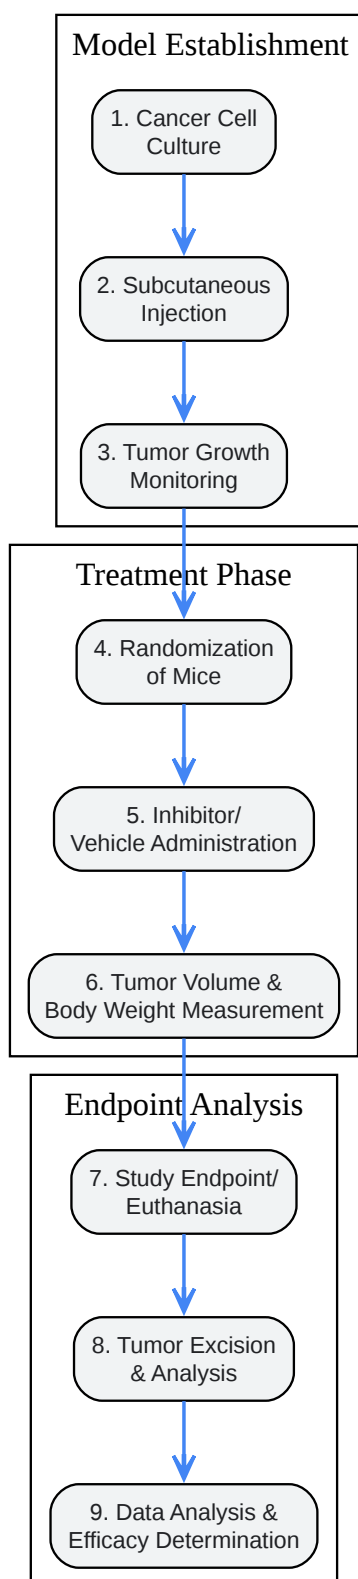 Model Establishment
1. Cancer Cell
Culture
2. Subcutaneous
Injection
3. Tumor Growth
Monitoring
Treatment Phase
4. Randomization
of Mice
5. Inhibitor/
Vehicle Administration
6. Tumor Volume &
Body Weight Measurement
Endpoint Analysis
7. Study Endpoint/
Euthanasia
8. Tumor Excision
& Analysis
9. Data Analysis &
Efficacy Determination